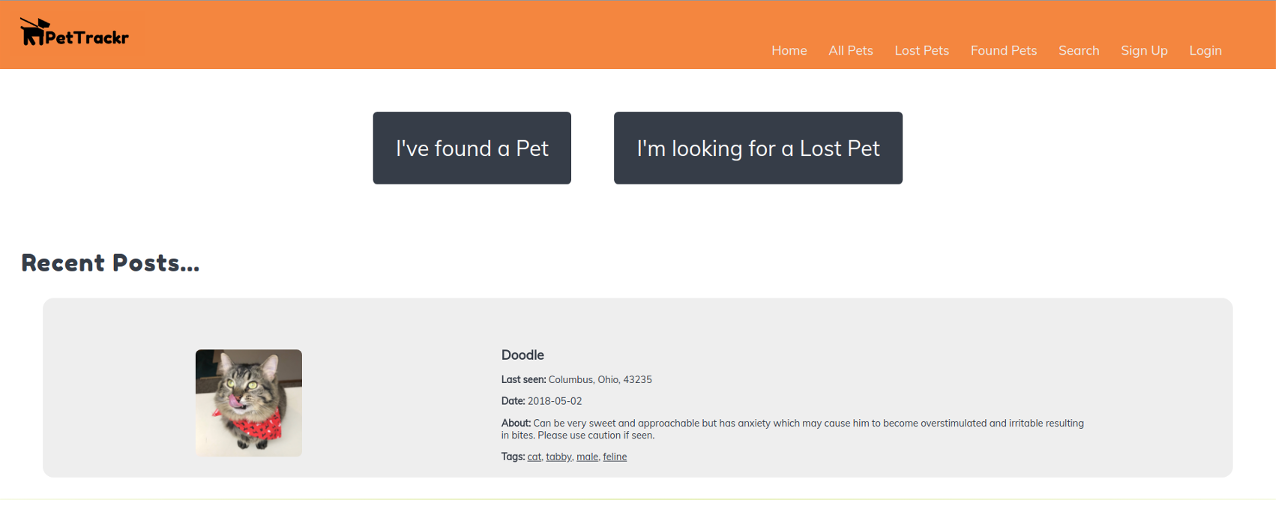 PetTrackr
Home All Pets Lost Pets Found Pets Search Sign Up Login
I've found a Pet I'm looking for a Lost Pet
Recent Posts...
Doodle
Last seen: Columbus, Ohio, 43235
Date: 2018-05-02
About: Can be very sweet and approachable but has anxiety which may cause him to become overstimulated and irritable resulting
in bites. Please use caution if seen.
Tags: cat, tabby, male, feline